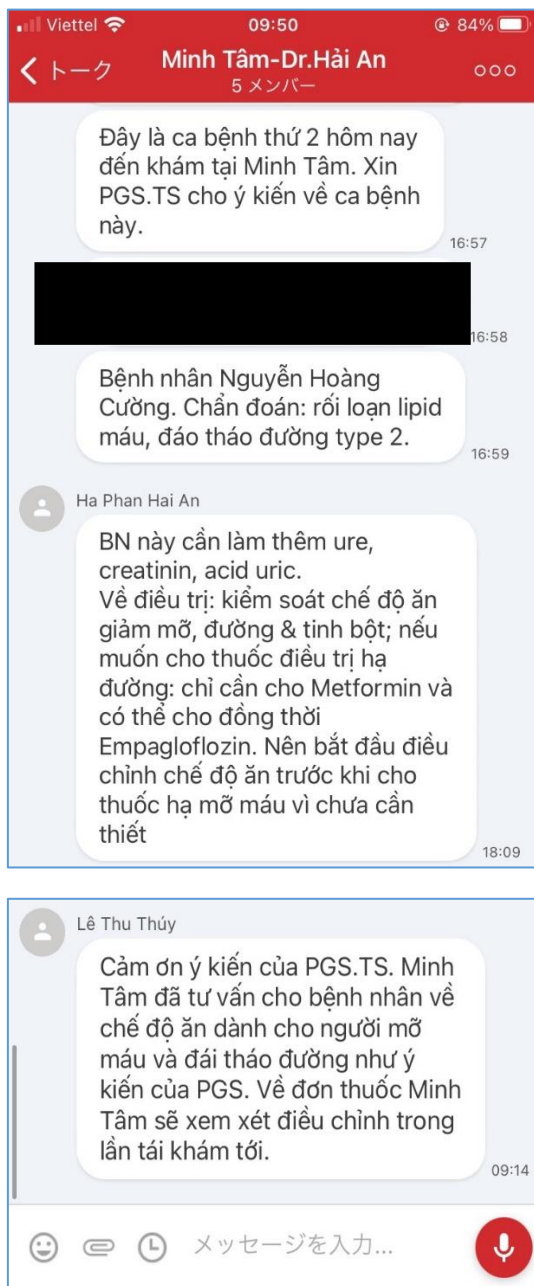 Viettel 09:50 84%
トーク Minh Tâm-Dr.Hải An
5 メンバー
Đây là ca bệnh thứ 2 hôm nay
đến khám tại Minh Tâm. Xin
PGS.TS cho ý kiến về ca bệnh
này.
16:57
16:58
Bệnh nhân Nguyễn Hoàng
Cường. Chẩn đoán: rối loạn lipid
máu, đáo tháo đường type 2.
16:59
Ha Phan Hai An
BN này cần làm thêm ure,
creatinin, acid uric.
Về điều trị: kiểm soát chế độ ăn
giảm mỡ, đường & tinh bột; nếu
muốn cho thuốc điều trị hạ
đường: chỉ cần cho Metformin và
có thể cho đồng thời
Empagloflozin. Nên bắt đầu điều
chỉnh chế độ ăn trước khi cho
thuốc hạ mỡ máu vì chưa cần
thiết
18:09
Lê Thu Thúy
Cảm ơn ý kiến của PGS.TS. Minh
Tâm đã tư vấn cho bệnh nhân về
chế độ ăn dành cho người mỡ
máu và đái tháo đường như ý
kiến của PGS. Về đơn thuốc Minh
Tâm sẽ xem xét điều chỉnh trong
lần tái khám tới.
09:14
メッセージを入力...